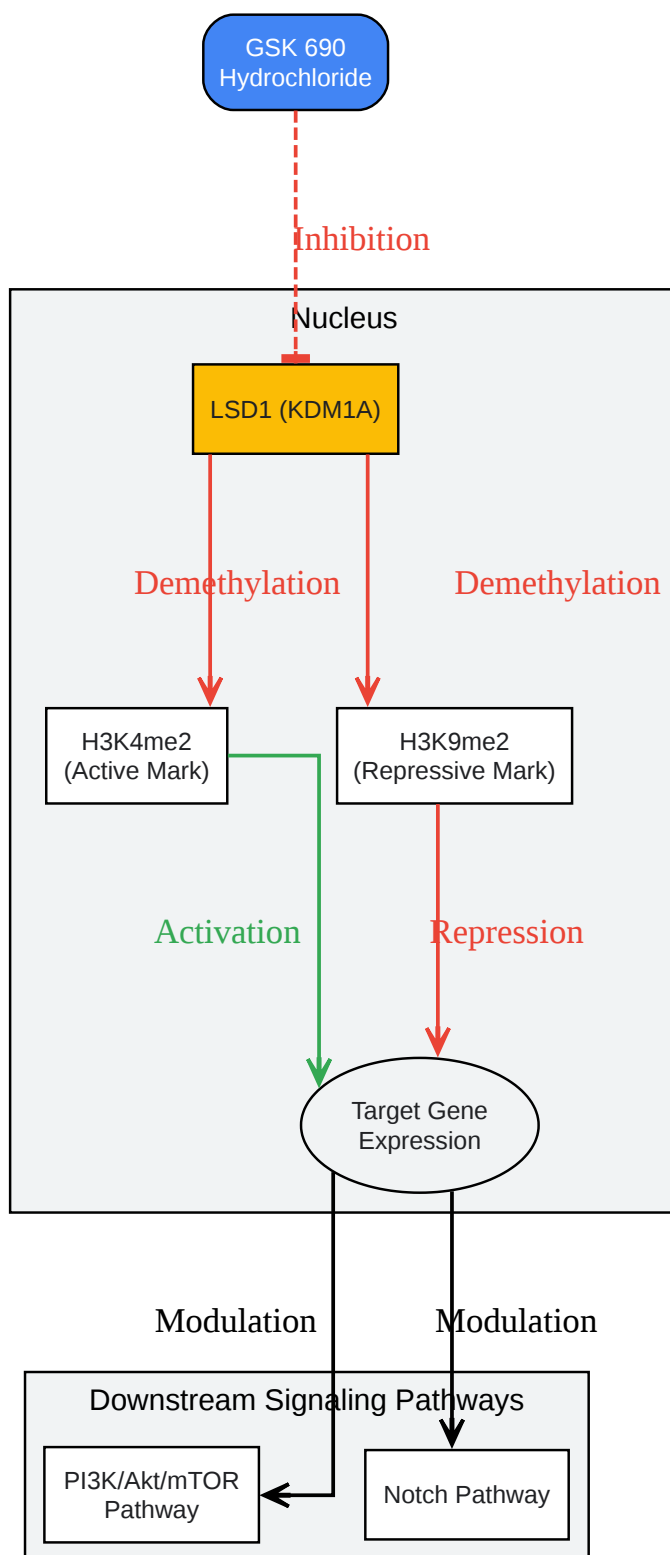 GSK 690
Hydrochloride
Inhibition
Nucleus
LSD1 (KDM1A)
Demethylation
Demethylation
H3K4me2
(Active Mark)
H3K9me2
(Repressive Mark)
Activation
Repression
Target Gene
Expression
Modulation
Modulation
Downstream Signaling Pathways
PI3K/Akt/mTOR
Pathway
Notch Pathway